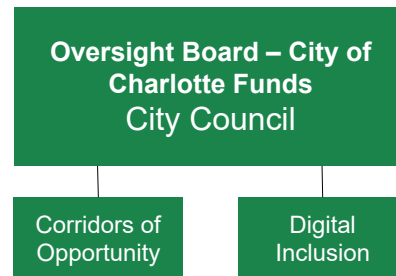 Oversight Board – City of
Charlotte Funds
City Council
Corridors of
Opportunity
Digital
Inclusion